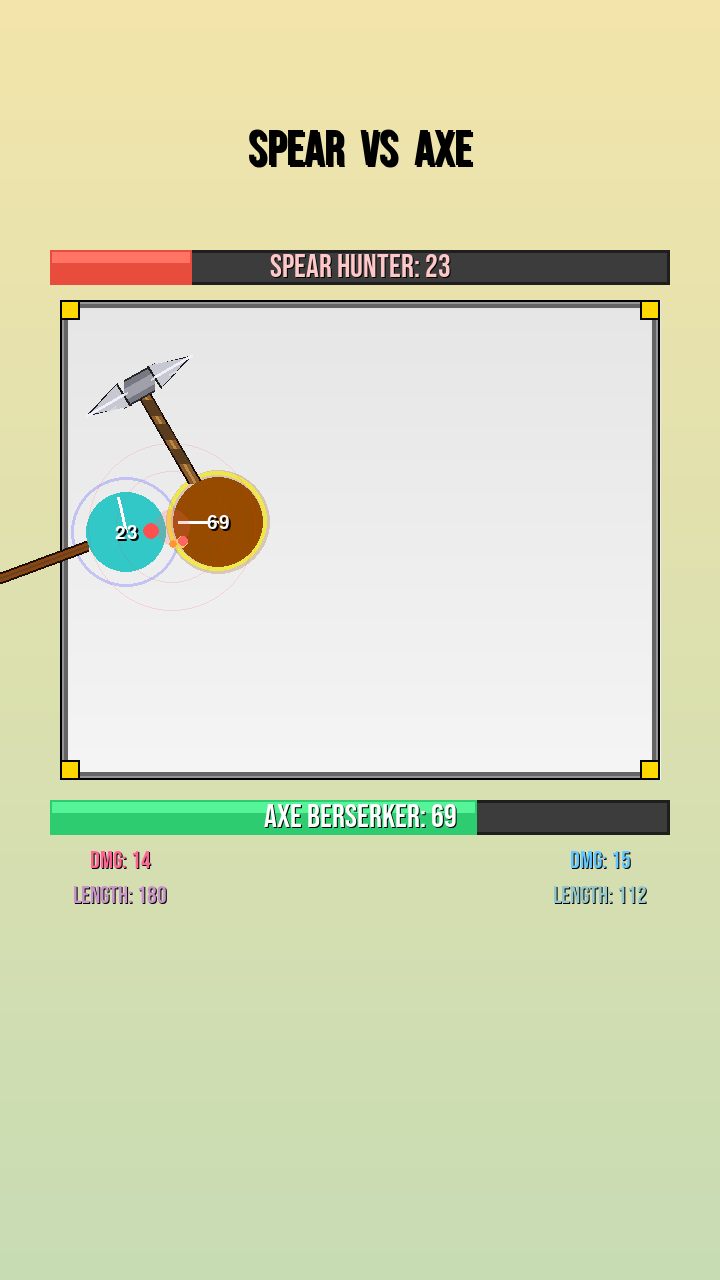 SPEAR VS AXE
SPEAR HUNTER: 23
23
69
AXE BERSERKER: 69
DMG: 14
DMG: 15
LENGTH: 180
LENGTH: 112